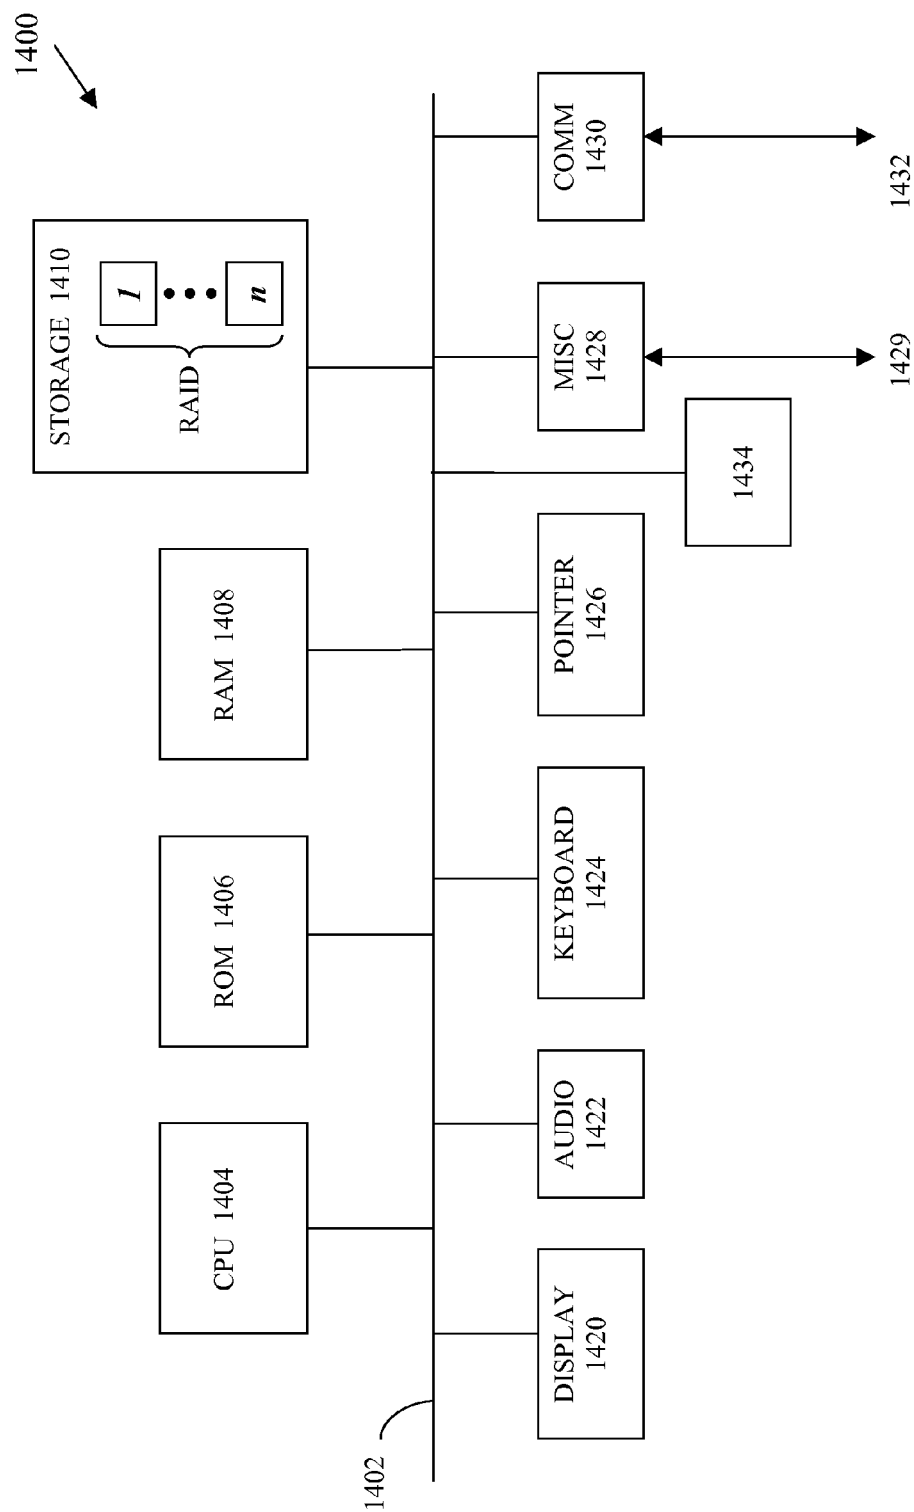 1400
STORAGE 1410
1
n
RAID
RAM 1408
ROM 1406
CPU 1404
1402
DISPLAY
1420
AUDIO
1422
KEYBOARD
1424
POINTER
1426
1434
MISC
1428
1429
COMM
1430
1432